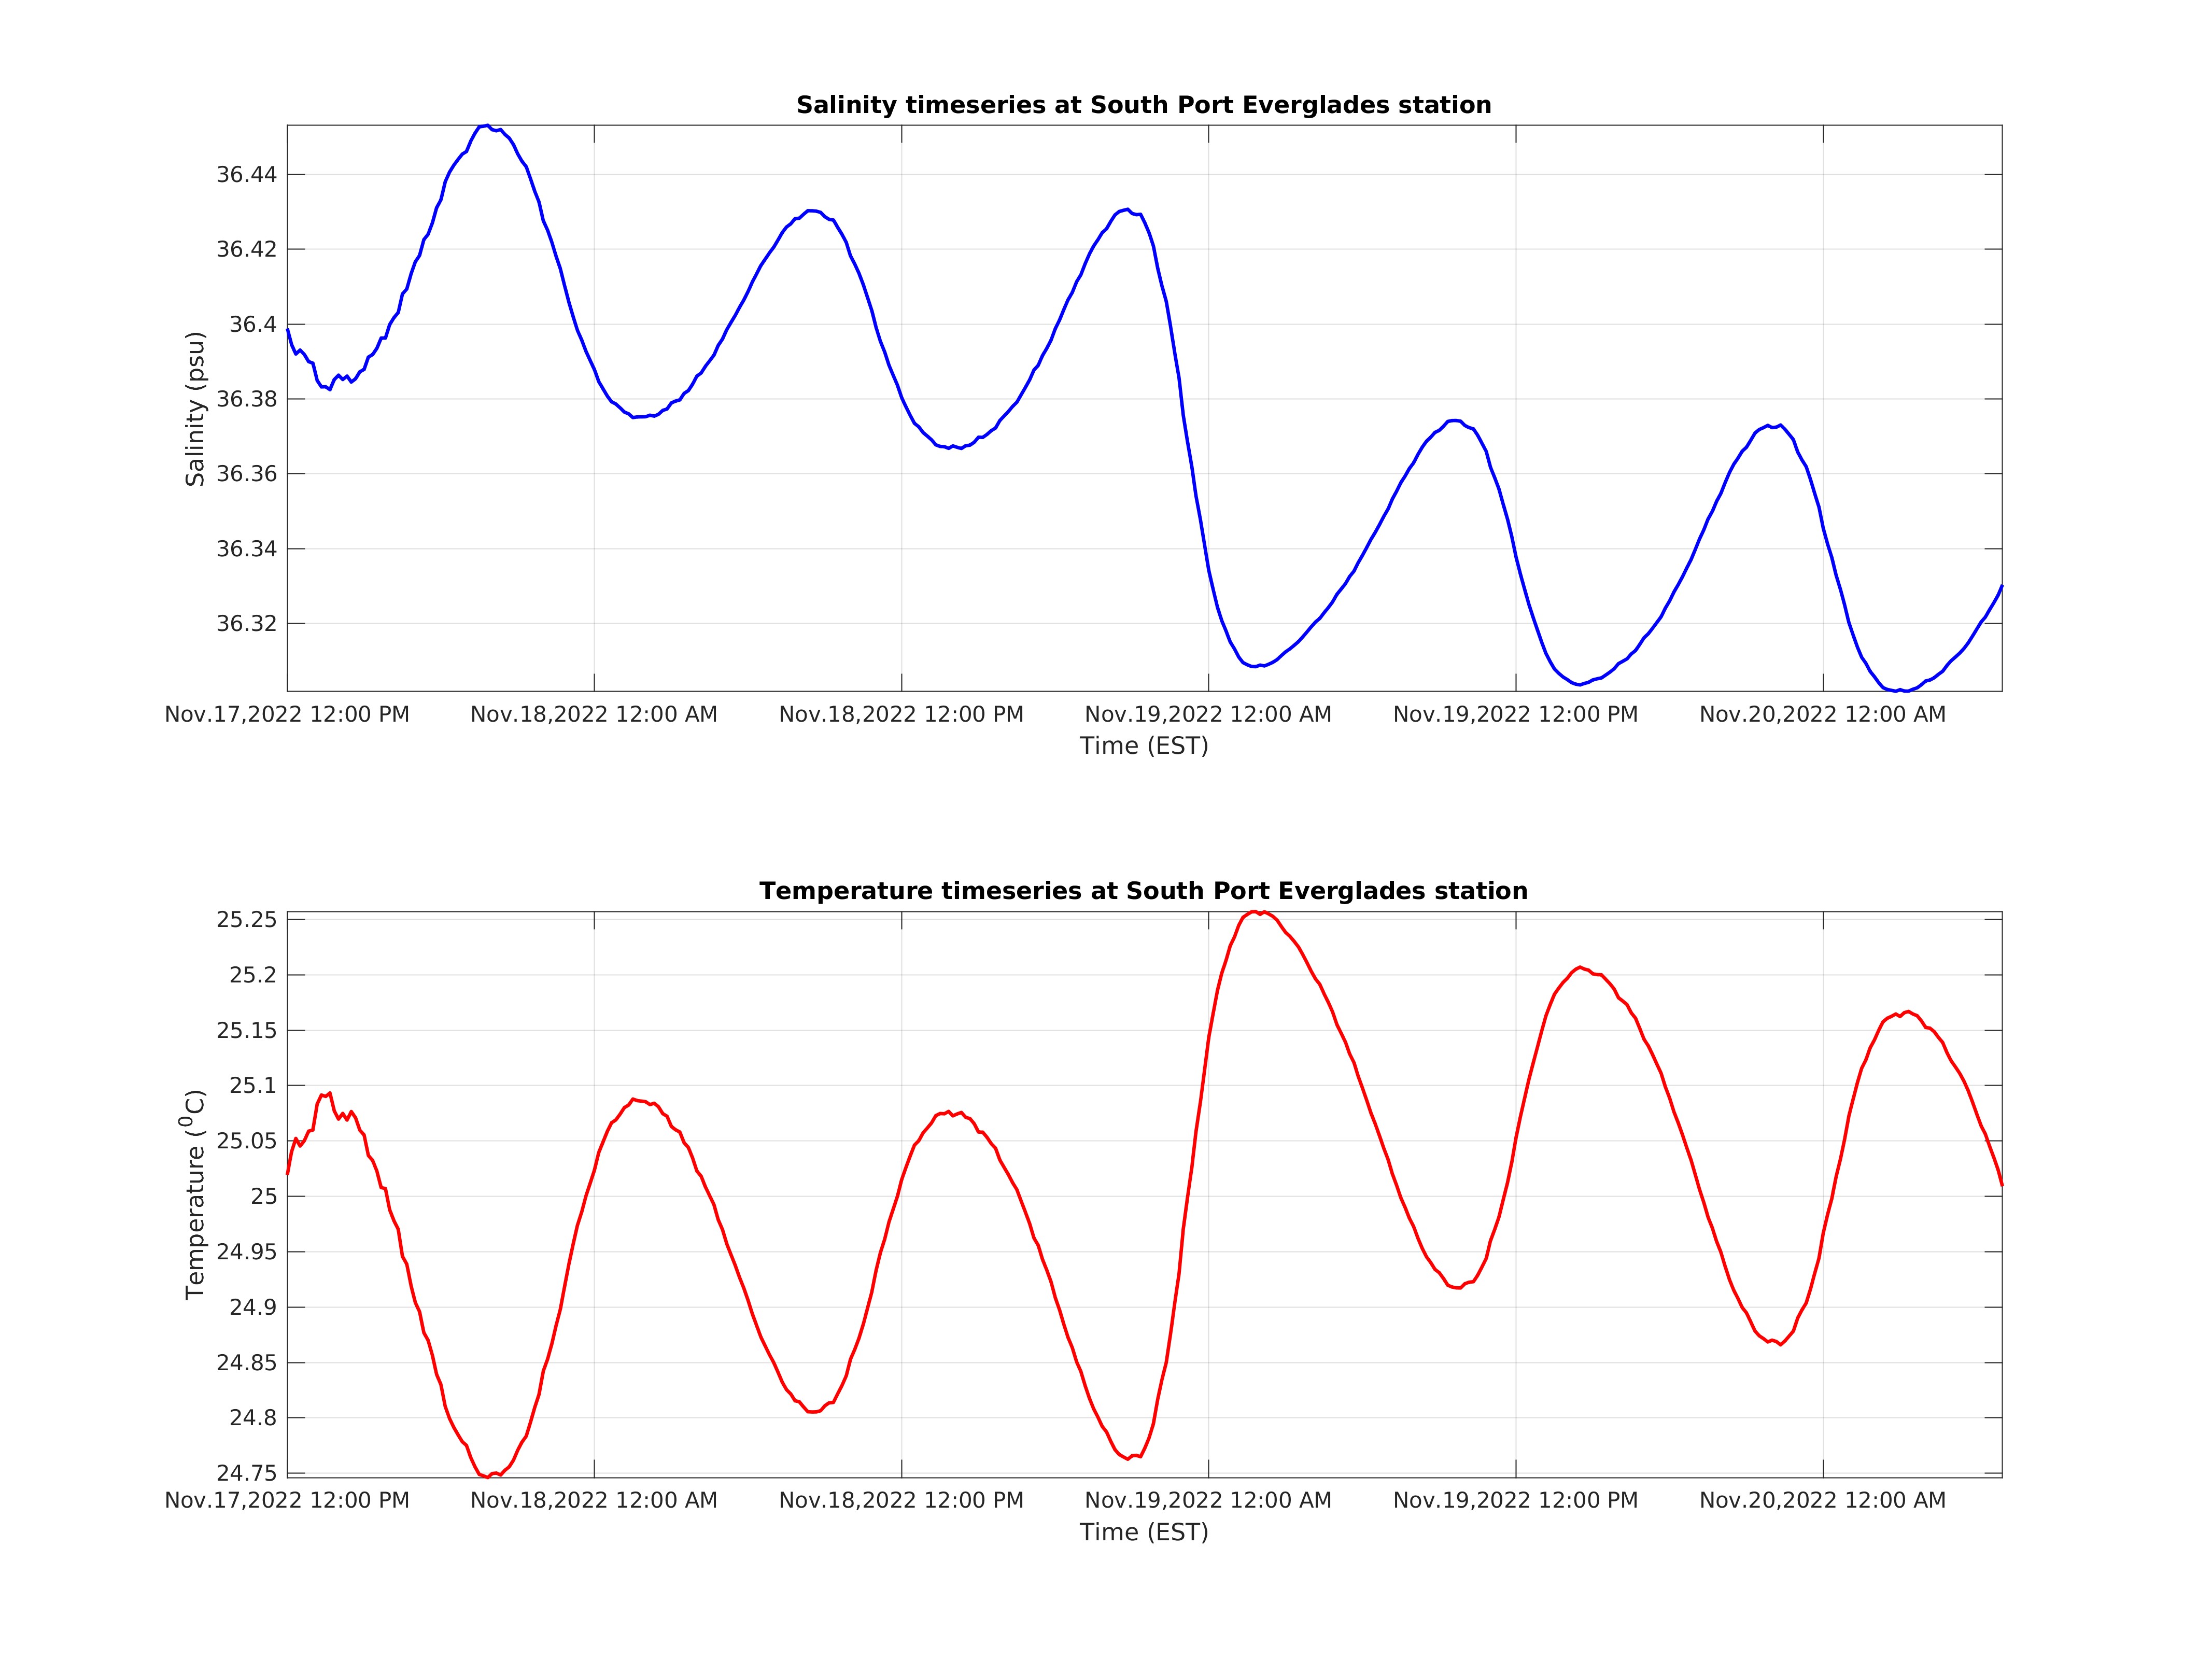 Salinity timeseries at South Port Everglades station
36.44
36.42
36.4
36.38
36.36
36.34
36.32
Salinity (psu)
Nov.17,2022 12:00 PM Nov.18,2022 12:00 AM Nov.18,2022 12:00 PM Nov.19,2022 12:00 AM Nov.19,2022 12:00 PM Nov.20,2022 12:00 AM
Time (EST)
Temperature timeseries at South Port Everglades station
25.25
25.2
25.15
25.1
25.05
25
24.95
24.9
24.85
24.8
24.75
Temperature (⁰C)
Nov.17,2022 12:00 PM Nov.18,2022 12:00 AM Nov.18,2022 12:00 PM Nov.19,2022 12:00 AM Nov.19,2022 12:00 PM Nov.20,2022 12:00 AM
Time (EST)